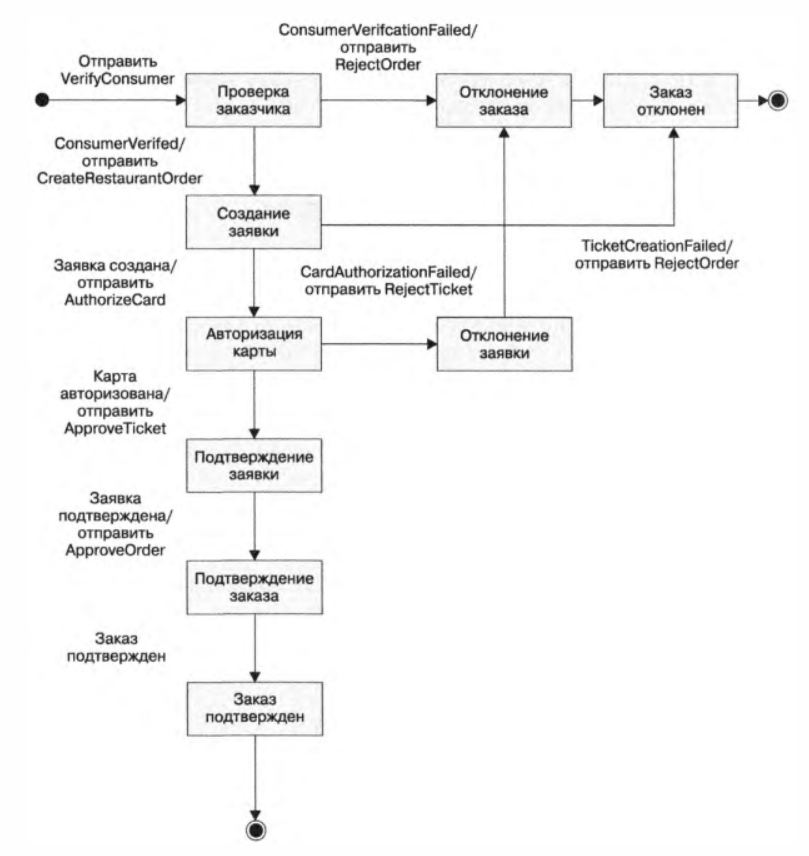 ConsumerVerifcationFailed/
отправить
RejectOrder
Отправить
VerifyConsumer
Проверка
заказчика
Отклонение
заказа
Заказ
отклонен
ConsumerVerifed/
отправить
CreateRestaurantOrder
Создание
заявки
TicketCreationFailed/
отправить RejectOrder
Заявка создана/
отправить
AuthorizeCard
CardAuthorizationFailed/
отправить RejectTicket
Авторизация
карты
Отклонение
заявки
Карта
авторизована/
отправить
ApproveTicket
Подтверждение
заявки
Заявка
подтверждена/
отправить
ApproveOrder
Подтверждение
заказа
Заказ
подтвержден
Заказ
подтвержден